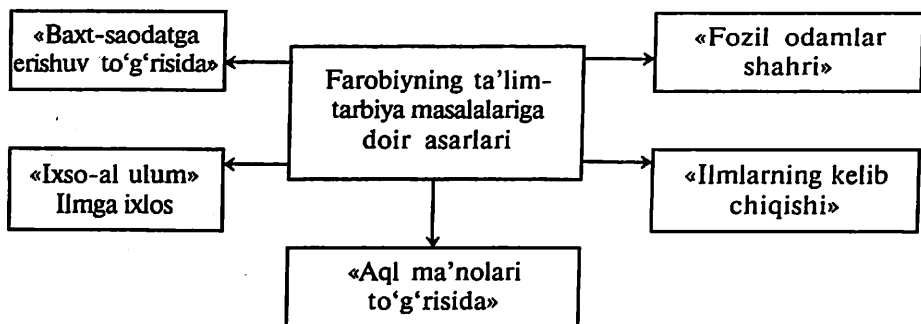 «Baxt-saodatga
erishuv to‘g‘risida»
Farobiyning ta’lim-
tarbiya masalalariga
doir asarlari
«Fozil odamlar
shahri»
«Ixso-al ulum»
Ilmga ixlos
«Ilmlarning kelib
chiqishi»
«Aql ma’nolari
to‘g‘risida»